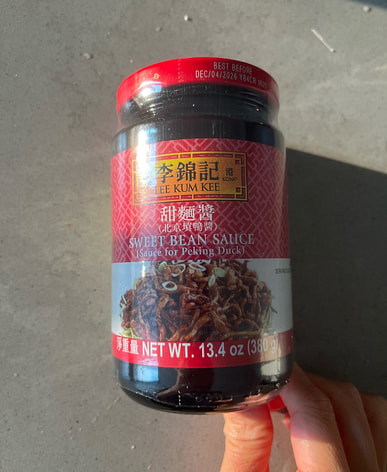 BEST BEFORE
DEC/04/2026
李錦記
LEE KUM KEE
甜麵醬
(北京填鴨醬)
SWEET BEAN SAUCE
(Sauce for Peking Duck)
淨重量 NET WT. 13.4 oz (380 g)